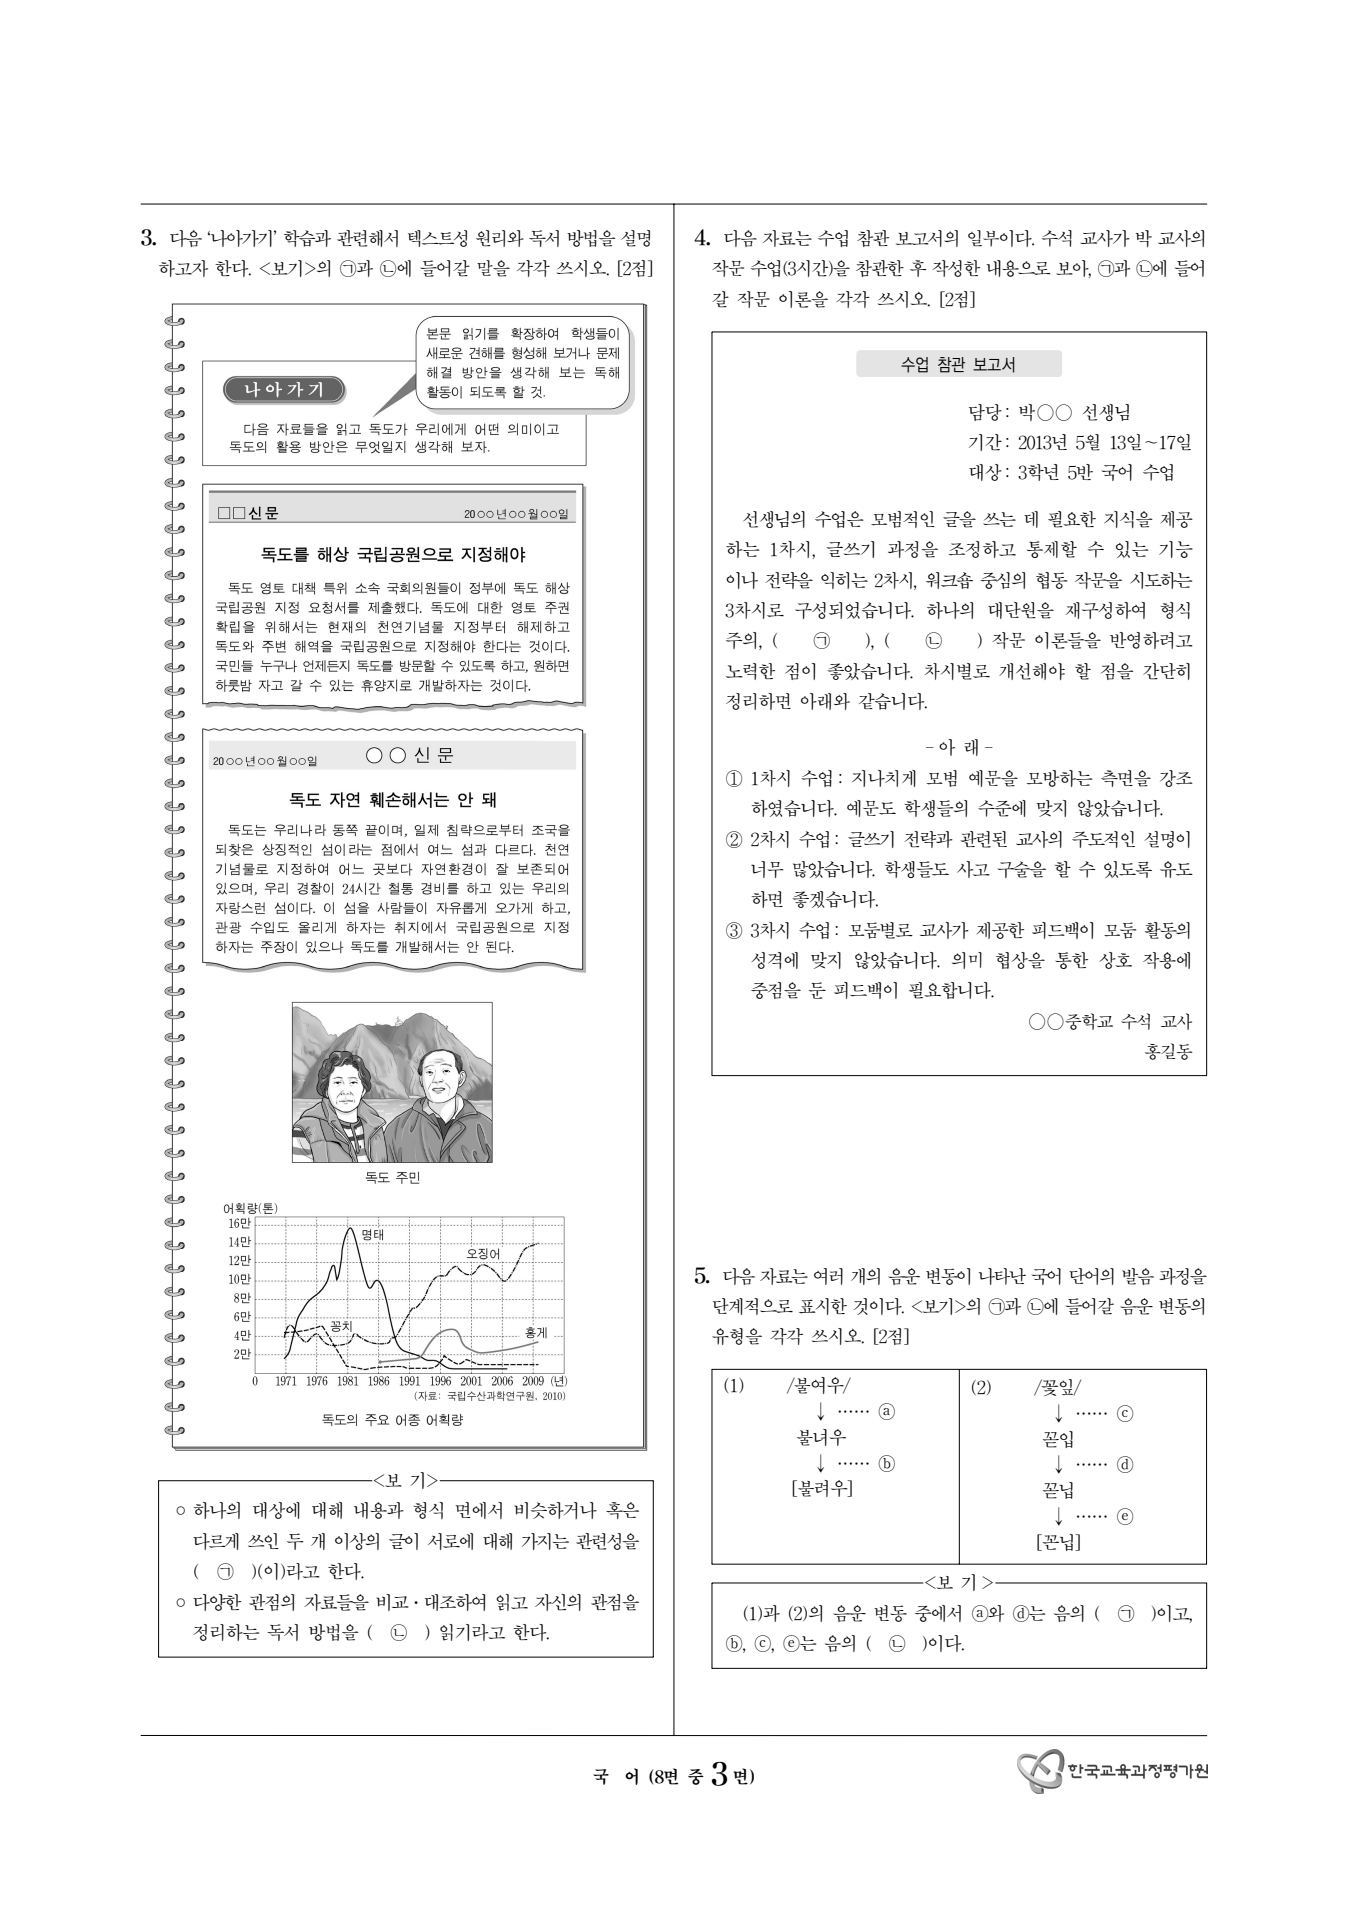 3. 다음 ‘나아가기’ 학습과 관련해서 텍스트성 원리와 독서 방법을 설명
하고자 한다. <보기>의 ㉠과 ㉡에 들어갈 말을 각각 쓰시오. [2점]
본문 읽기를 확장하여 학생들이
새로운 견해를 형성해 보거나 문제
해결 방안을 생각해 보는 독해
활동이 되도록 할 것.
나아가기
다음 자료들을 읽고 독도가 우리에게 어떤 의미이고
독도의 활용 방안은 무엇일지 생각해 보자.
□□신문 20○○년○○월○○일
독도를 해상 국립공원으로 지정해야
독도 영토 대책 특위 소속 국회의원들이 정부에 독도 해상
국립공원 지정 요청서를 제출했다. 독도에 대한 영토 주권
확립을 위해서는 현재의 천연기념물 지정부터 해제하고
독도와 주변 해역을 국립공원으로 지정해야 한다는 것이다.
국민들 누구나 언제든지 독도를 방문할 수 있도록 하고, 원하면
하룻밤 자고 갈 수 있는 휴양지로 개발하자는 것이다.
20○○년○○월○○일 ○○신문
독도 자연 훼손해서는 안 돼
독도는 우리나라 동쪽 끝이며, 일제 침략으로부터 조국을
되찾은 상징적인 섬이라는 점에서 여느 섬과 다르다. 천연
기념물로 지정하여 어느 곳보다 자연환경이 잘 보존되어
있으며, 우리 경찰이 24시간 철통 경비를 하고 있는 우리의
자랑스런 섬이다. 이 섬을 사람들이 자유롭게 오가게 하고,
관광 수입도 올리게 하자는 취지에서 국립공원으로 지정
하자는 주장이 있으나 독도를 개발해서는 안 된다.
독도 주민
어획량(톤)
16만
14만
12만
10만
8만
6만
4만
2만
명태
오징어
꽁치
홍게
0 1971 1976 1981 1986 1991 1996 2001 2006 2009 (년)
(자료: 국립수산과학연구원, 2010)
독도의 주요 어종 어획량
<보 기>
○ 하나의 대상에 대해 내용과 형식 면에서 비슷하거나 혹은
다르게 쓰인 두 개 이상의 글이 서로에 대해 가지는 관련성을
( ㉠ )(이)라고 한다.
○ 다양한 관점의 자료들을 비교·대조하여 읽고 자신의 관점을
정리하는 독서 방법을 ( ㉡ ) 읽기라고 한다.
4. 다음 자료는 수업 참관 보고서의 일부이다. 수석 교사가 박 교사의
작문 수업(3시간)을 참관한 후 작성한 내용으로 보아, ㉠과 ㉡에 들어
갈 작문 이론을 각각 쓰시오. [2점]
수업 참관 보고서
담당: 박○○ 선생님
기간: 2013년 5월 13일~17일
대상: 3학년 5반 국어 수업
선생님의 수업은 모범적인 글을 쓰는 데 필요한 지식을 제공
하는 1차시, 글쓰기 과정을 조정하고 통제할 수 있는 기능
이나 전략을 익히는 2차시, 워크숍 중심의 협동 작문을 시도하는
3차시로 구성되었습니다. 하나의 대단원을 재구성하여 형식
주의, ( ㉠ ), ( ㉡ ) 작문 이론들을 반영하려고
노력한 점이 좋았습니다. 차시별로 개선해야 할 점을 간단히
정리하면 아래와 같습니다.
- 아 래 -
① 1차시 수업: 지나치게 모범 예문을 모방하는 측면을 강조
하였습니다. 예문도 학생들의 수준에 맞지 않았습니다.
② 2차시 수업: 글쓰기 전략과 관련된 교사의 주도적인 설명이
너무 많았습니다. 학생들도 사고 구술을 할 수 있도록 유도
하면 좋겠습니다.
③ 3차시 수업: 모둠별로 교사가 제공한 피드백이 모둠 활동의
성격에 맞지 않았습니다. 의미 협상을 통한 상호 작용에
중점을 둔 피드백이 필요합니다.
○○중학교 수석 교사
홍길동
5. 다음 자료는 여러 개의 음운 변동이 나타난 국어 단어의 발음 과정을
단계적으로 표시한 것이다. <보기>의 ㉠과 ㉡에 들어갈 음운 변동의
유형을 각각 쓰시오. [2점]
(1) /불여우/
↓ …… ⓐ
불녀우
↓ …… ⓑ
[불려우]
(2) /꽃잎/
↓ …… ⓒ
꼳입
↓ …… ⓓ
꼳닙
↓ …… ⓔ
[꼰닙]
<보 기>
(1)과 (2)의 음운 변동 중에서 ⓐ와 ⓓ는 음의 ( ㉠ )이고,
ⓑ, ⓒ, ⓔ는 음의 ( ㉡ )이다.
국 어 (8면 중 3 면)
한국교육과정평가원